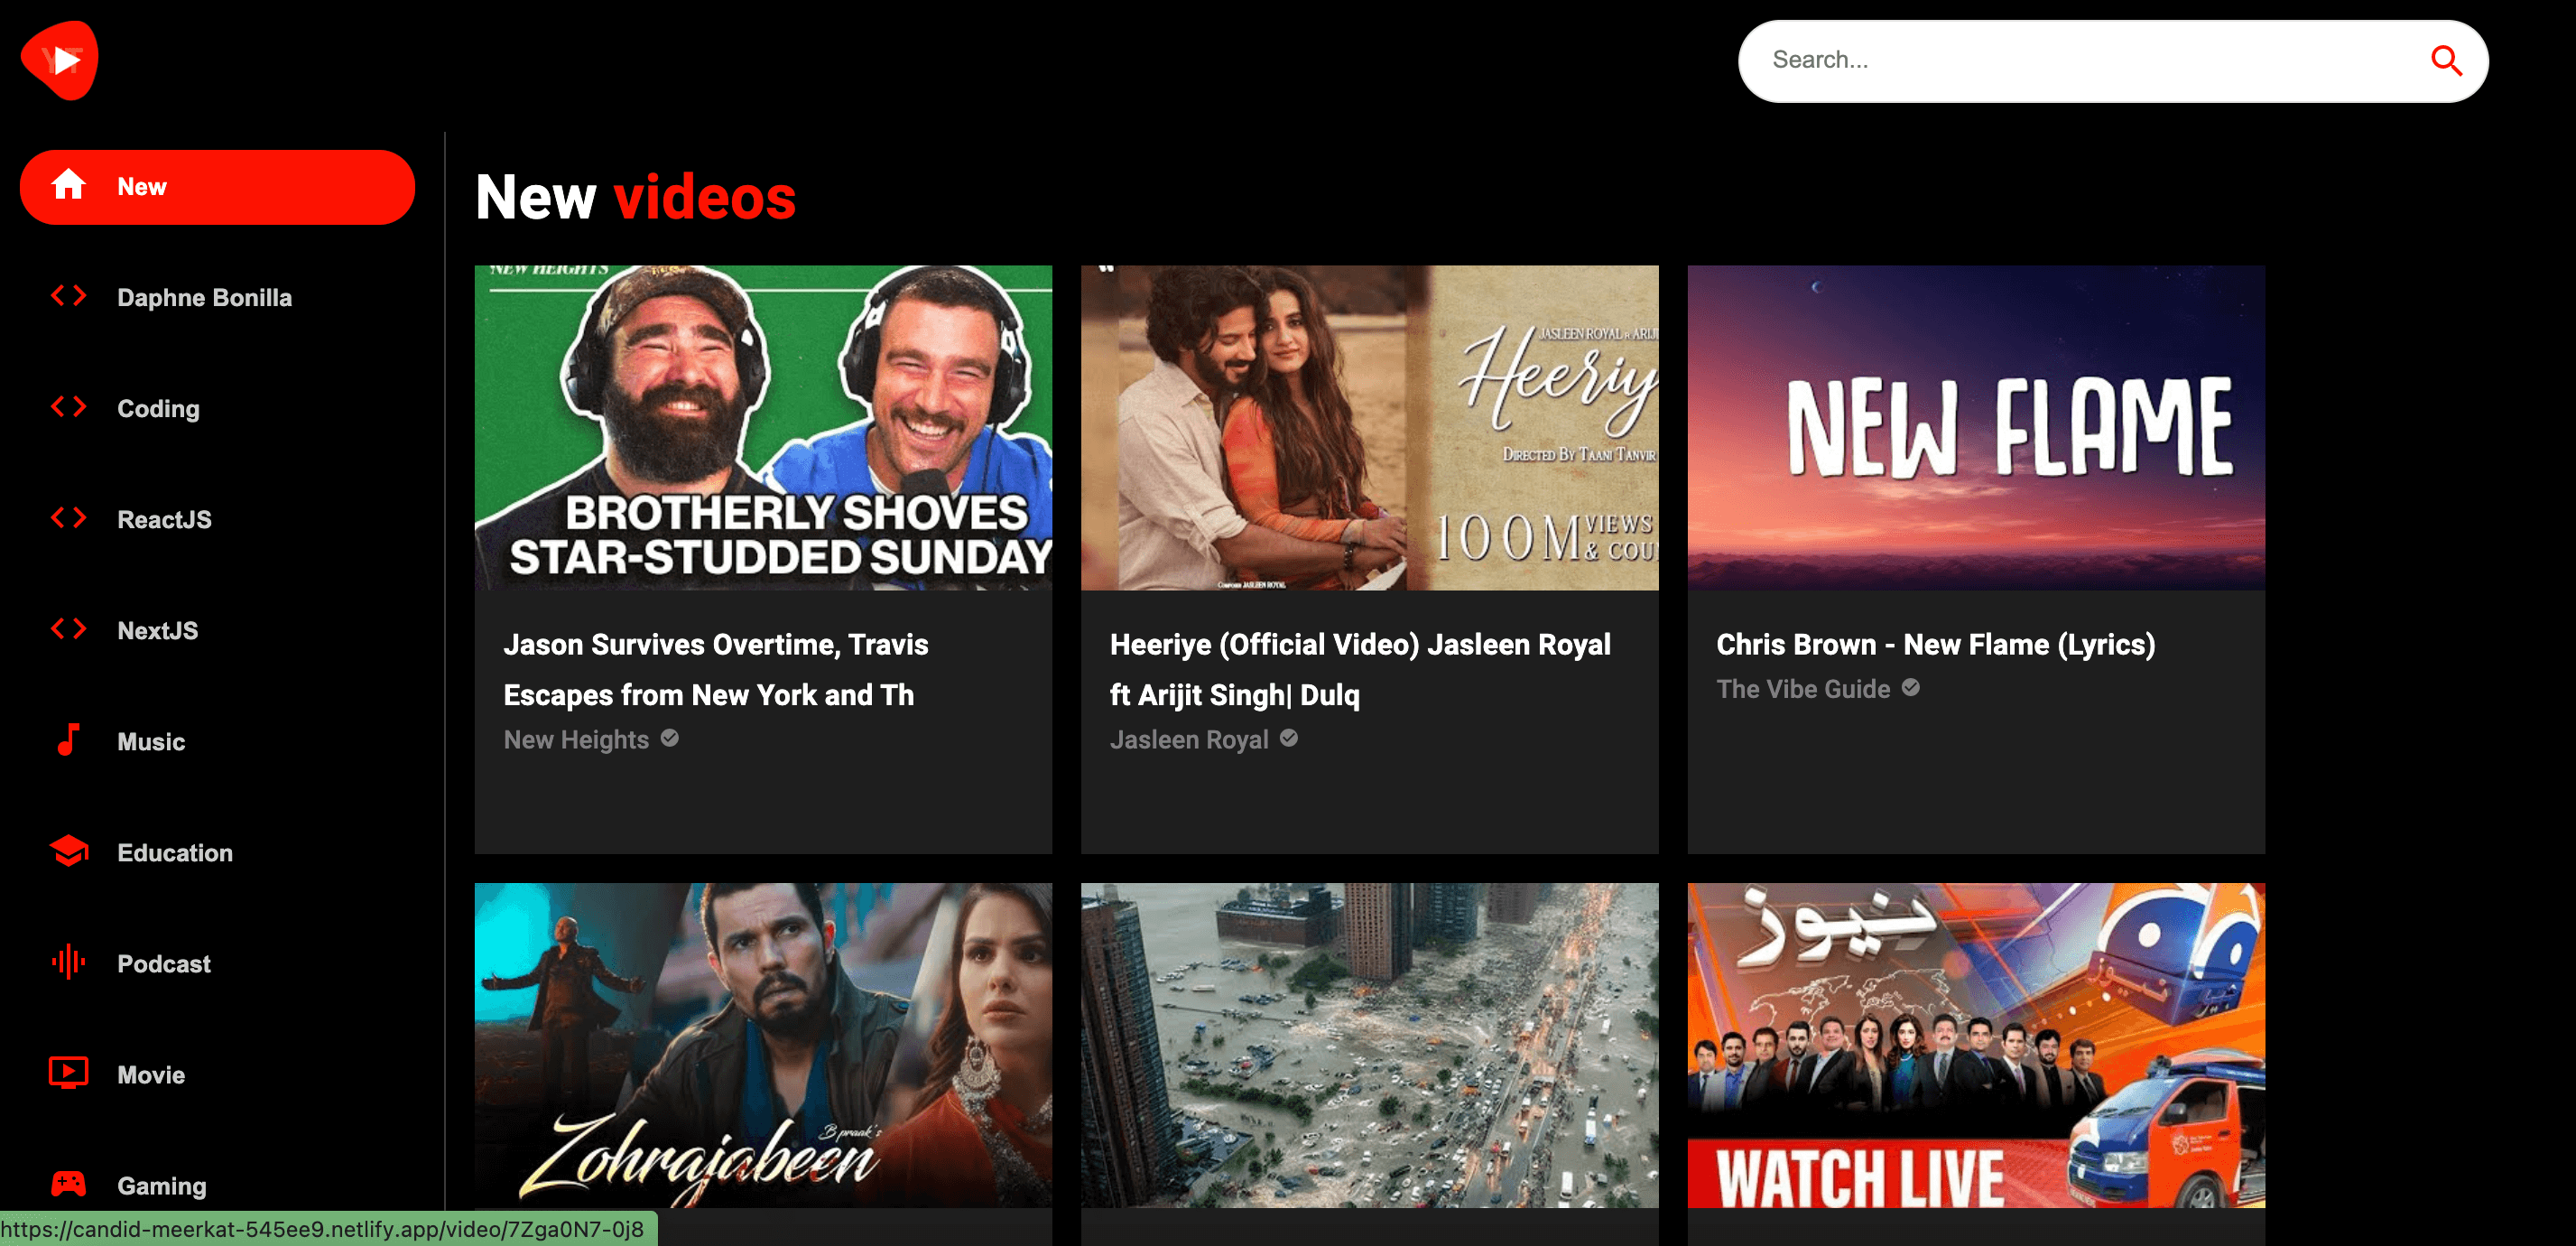 YT
Search...
New
Daphne Bonilla
Coding
ReactJS
NextJS
Music
Education
Podcast
Movie
Gaming
New videos
NEW HEIGHTS
BROTHERLY SHOVES
STAR-STUDDED SUNDAY
Jason Survives Overtime, Travis
Escapes from New York and Th
New Heights
JASLEEN ROYAL
Heeriy
DIRECTED BY TAANI TANVIR
100M VIEWS
& COU
COMPOSER JASLEEN ROYAL
Heeriye (Official Video) Jasleen Royal
ft Arijit Singh| Dulq
Jasleen Royal
NEW FLAME
Chris Brown - New Flame (Lyrics)
The Vibe Guide
B praak's
Zohrajabeen
نیوز
WATCH LIVE
https://candid-meerkat-545ee9.netlify.app/video/7Zga0N7-0j8